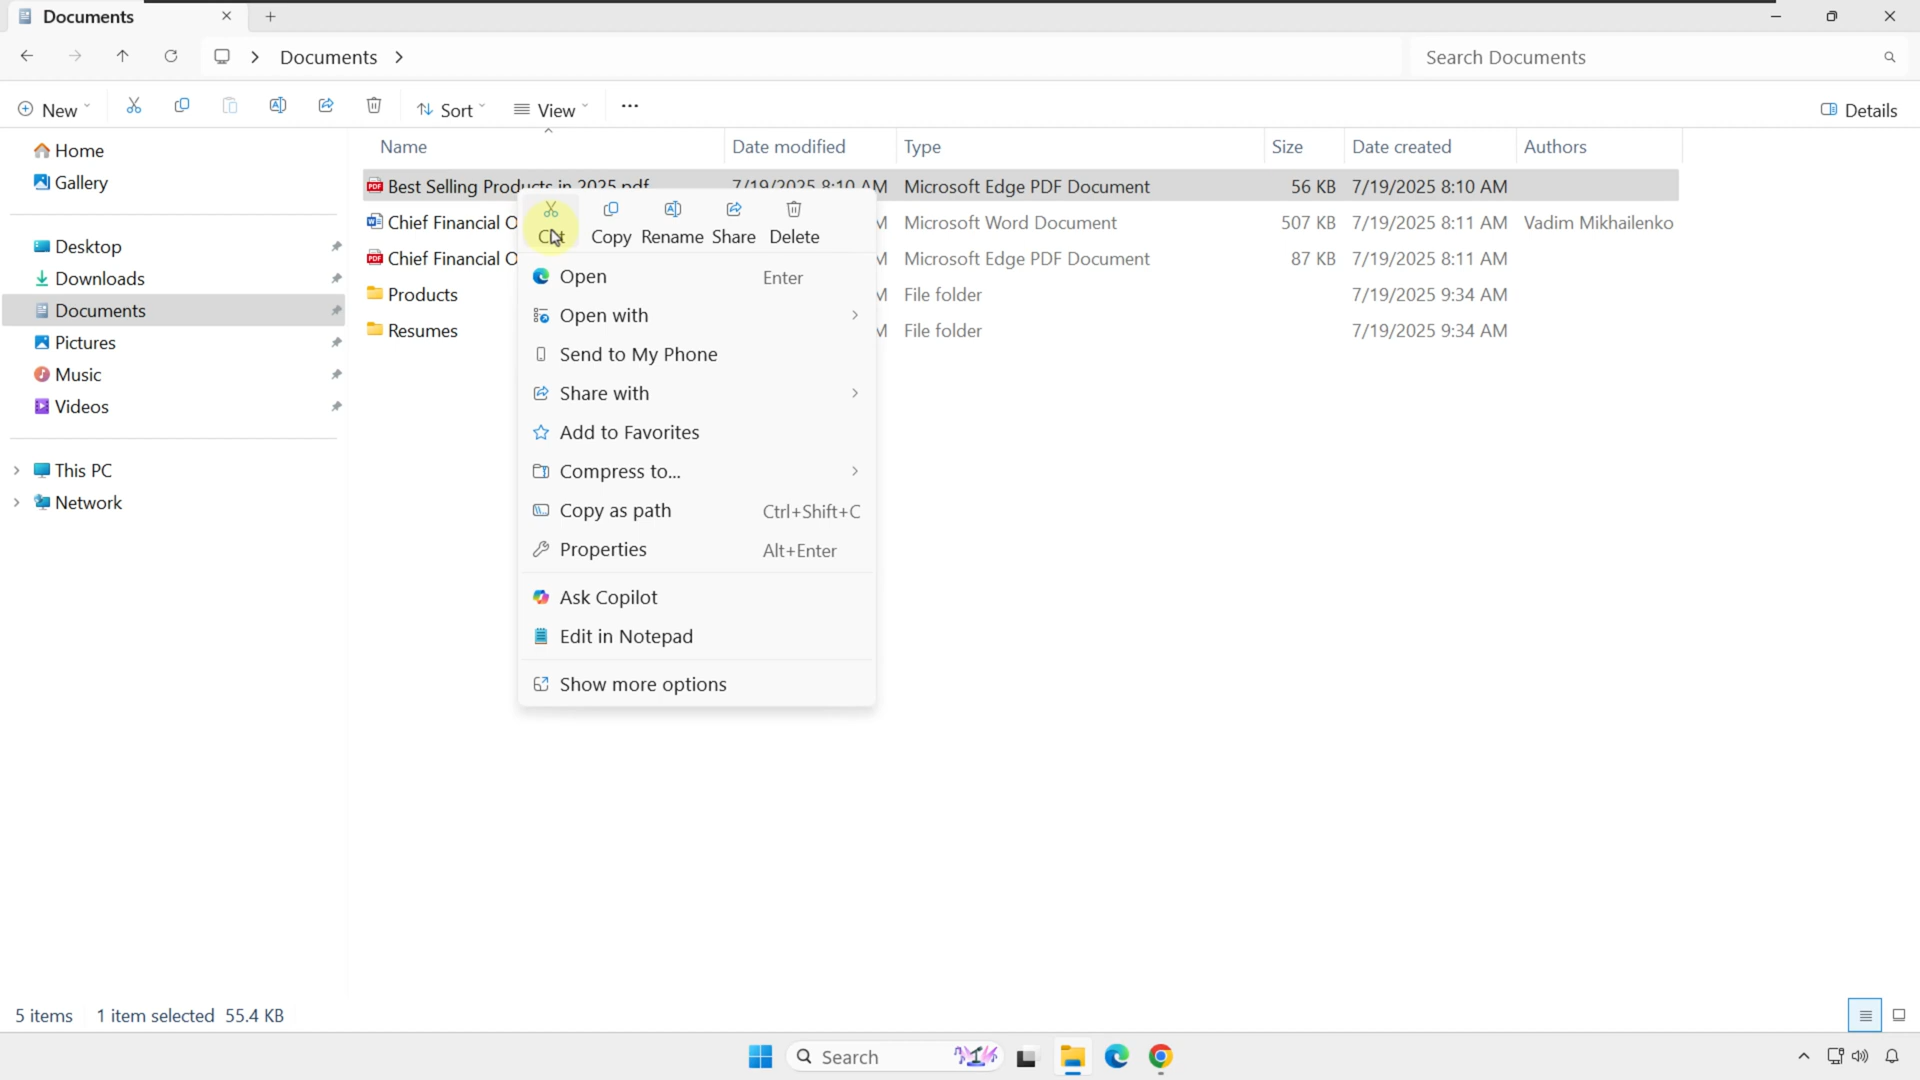 Documents
Documents
Search Documents
New
Sort
View
Details
Home
Gallery
Desktop
Downloads
Documents
Pictures
Music
Videos
This PC
Network
Name Date modified Type Size Date created Authors
Best Selling Products in 2025.pdf 7/19/2025 8:10 AM Microsoft Edge PDF Document 56 KB 7/19/2025 8:10 AM
Chief Financial O M Microsoft Word Document 507 KB 7/19/2025 8:11 AM Vadim Mikhailenko
Chief Financial O M Microsoft Edge PDF Document 87 KB 7/19/2025 8:11 AM
Products M File folder 7/19/2025 9:34 AM
Resumes M File folder 7/19/2025 9:34 AM
Cut Copy Rename Share Delete
Open Enter
Open with
Send to My Phone
Share with
Add to Favorites
Compress to...
Copy as path Ctrl+Shift+C
Properties Alt+Enter
Ask Copilot
Edit in Notepad
Show more options
5 items 1 item selected 55.4 KB
Search